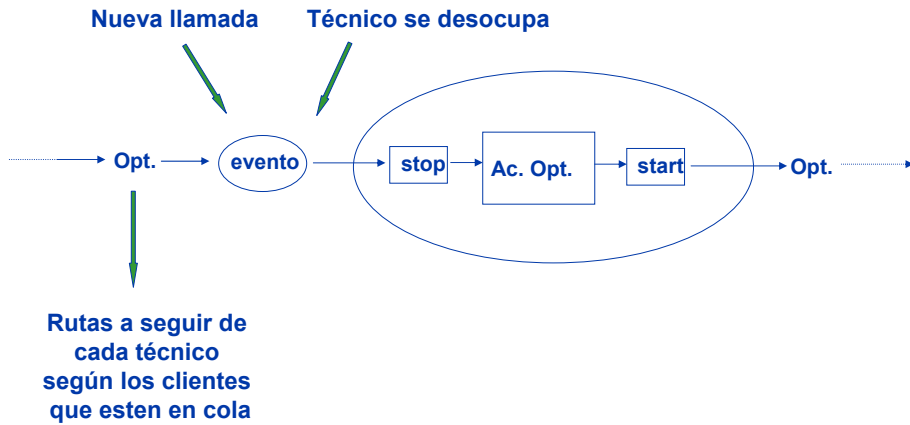 Nueva llamada
Técnico se desocupa
Opt.
evento
stop
Ac. Opt.
start
Opt.
Rutas a seguir de
cada técnico
según los clientes
que esten en cola